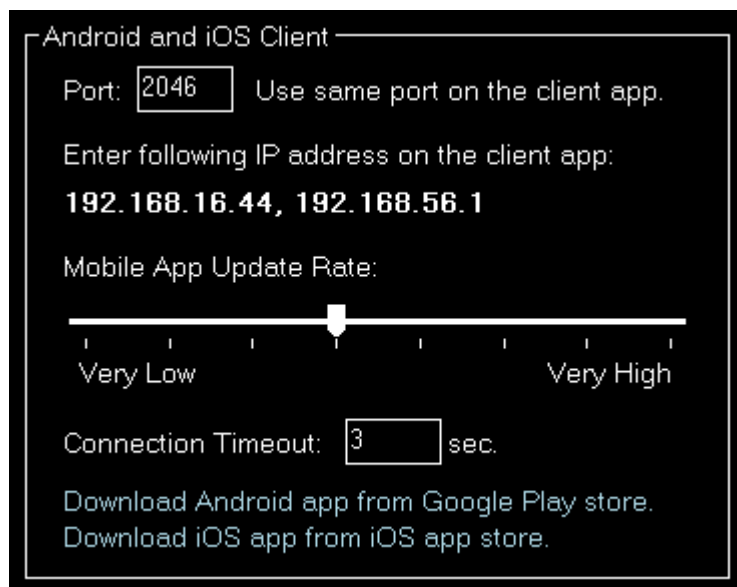 Android and iOS Client
Port: 2046 Use same port on the client app.
Enter following IP address on the client app:
192.168.16.44, 192.168.56.1
Mobile App Update Rate:
Very Low Very High
Connection Timeout: 3 sec.
Download Android app from Google Play store.
Download iOS app from iOS app store.